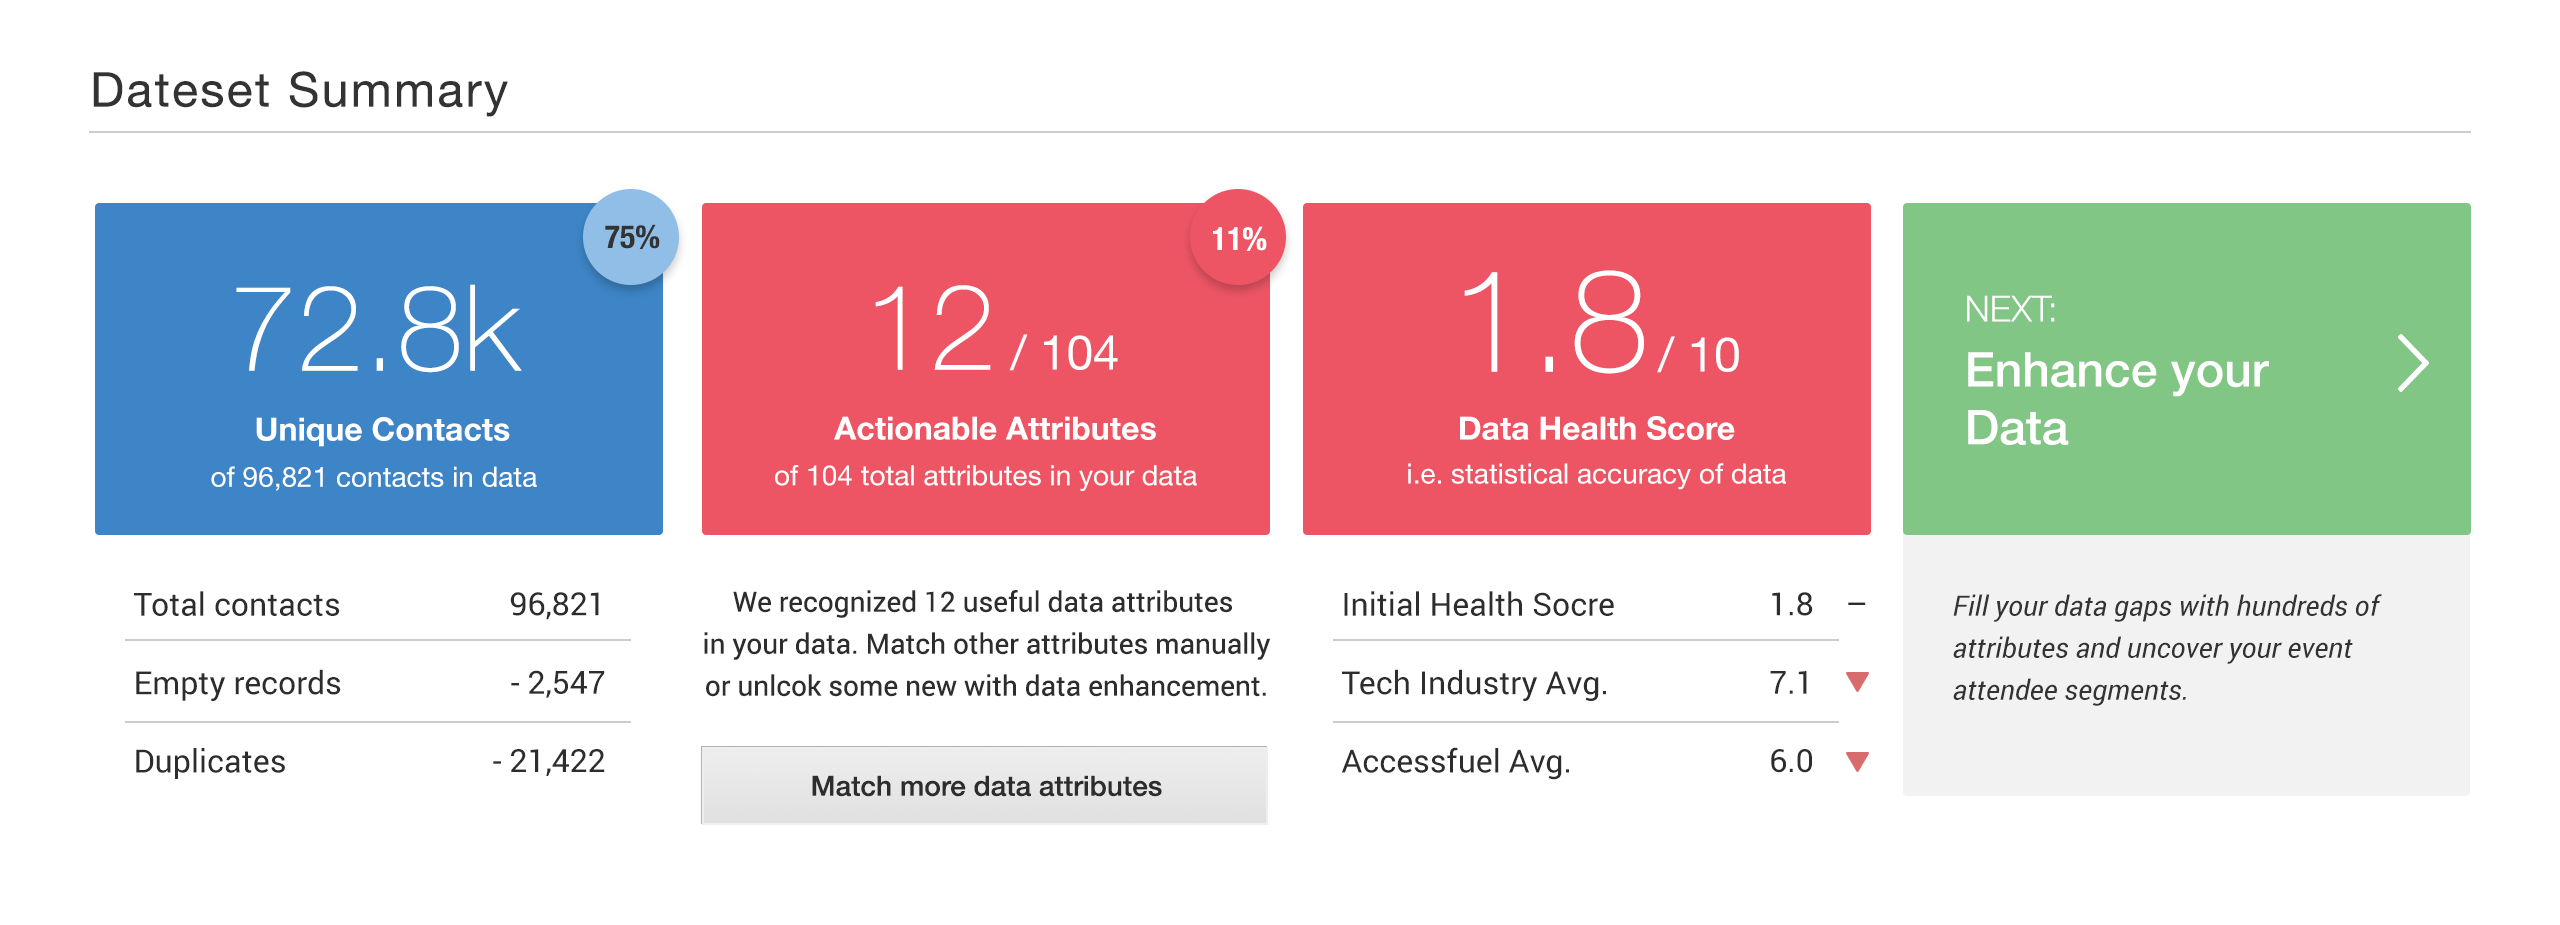 Dateset Summary
75%
72.8k
Unique Contacts
of 96,821 contacts in data
Total contacts 96,821
Empty records - 2,547
Duplicates - 21,422
11%
12 / 104
Actionable Attributes
of 104 total attributes in your data
We recognized 12 useful data attributes
in your data. Match other attributes manually
or unlcok some new with data enhancement.
Match more data attributes
1.8 / 10
Data Health Score
i.e. statistical accuracy of data
Initial Health Socre 1.8 –
Tech Industry Avg. 7.1
Accessfuel Avg. 6.0
NEXT:
Enhance your
Data
Fill your data gaps with hundreds of
attributes and uncover your event
attendee segments.